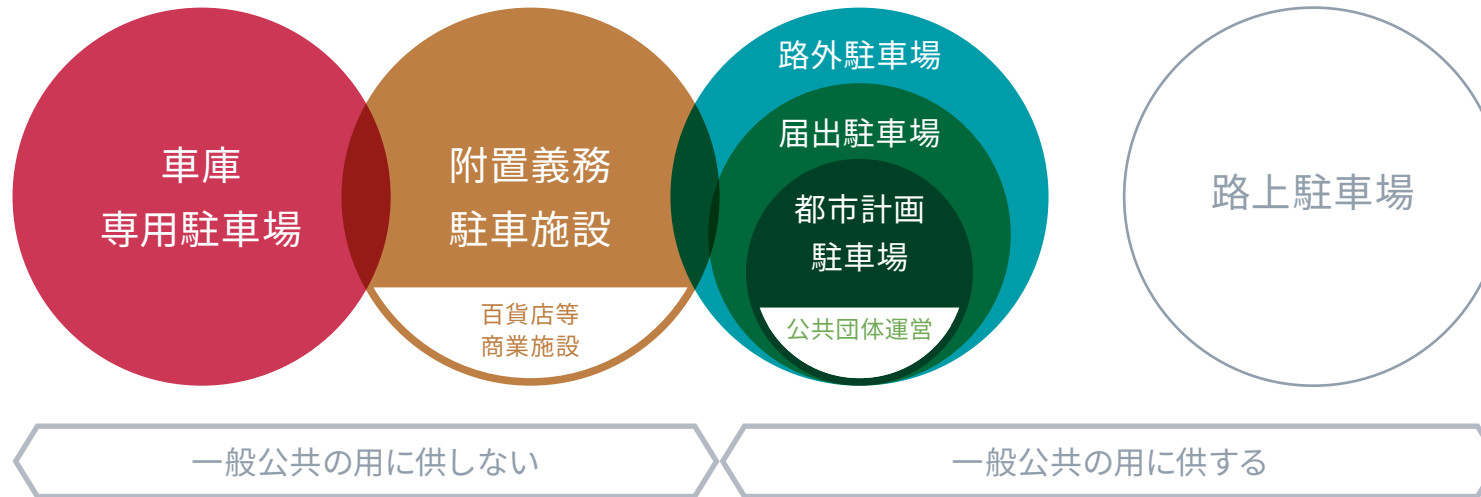 車庫
専用駐車場
附置義務
駐車施設
百貨店等
商業施設
路外駐車場
届出駐車場
都市計画
駐車場
公共団体運営
路上駐車場
一般公共の用に供しない
一般公共の用に供する